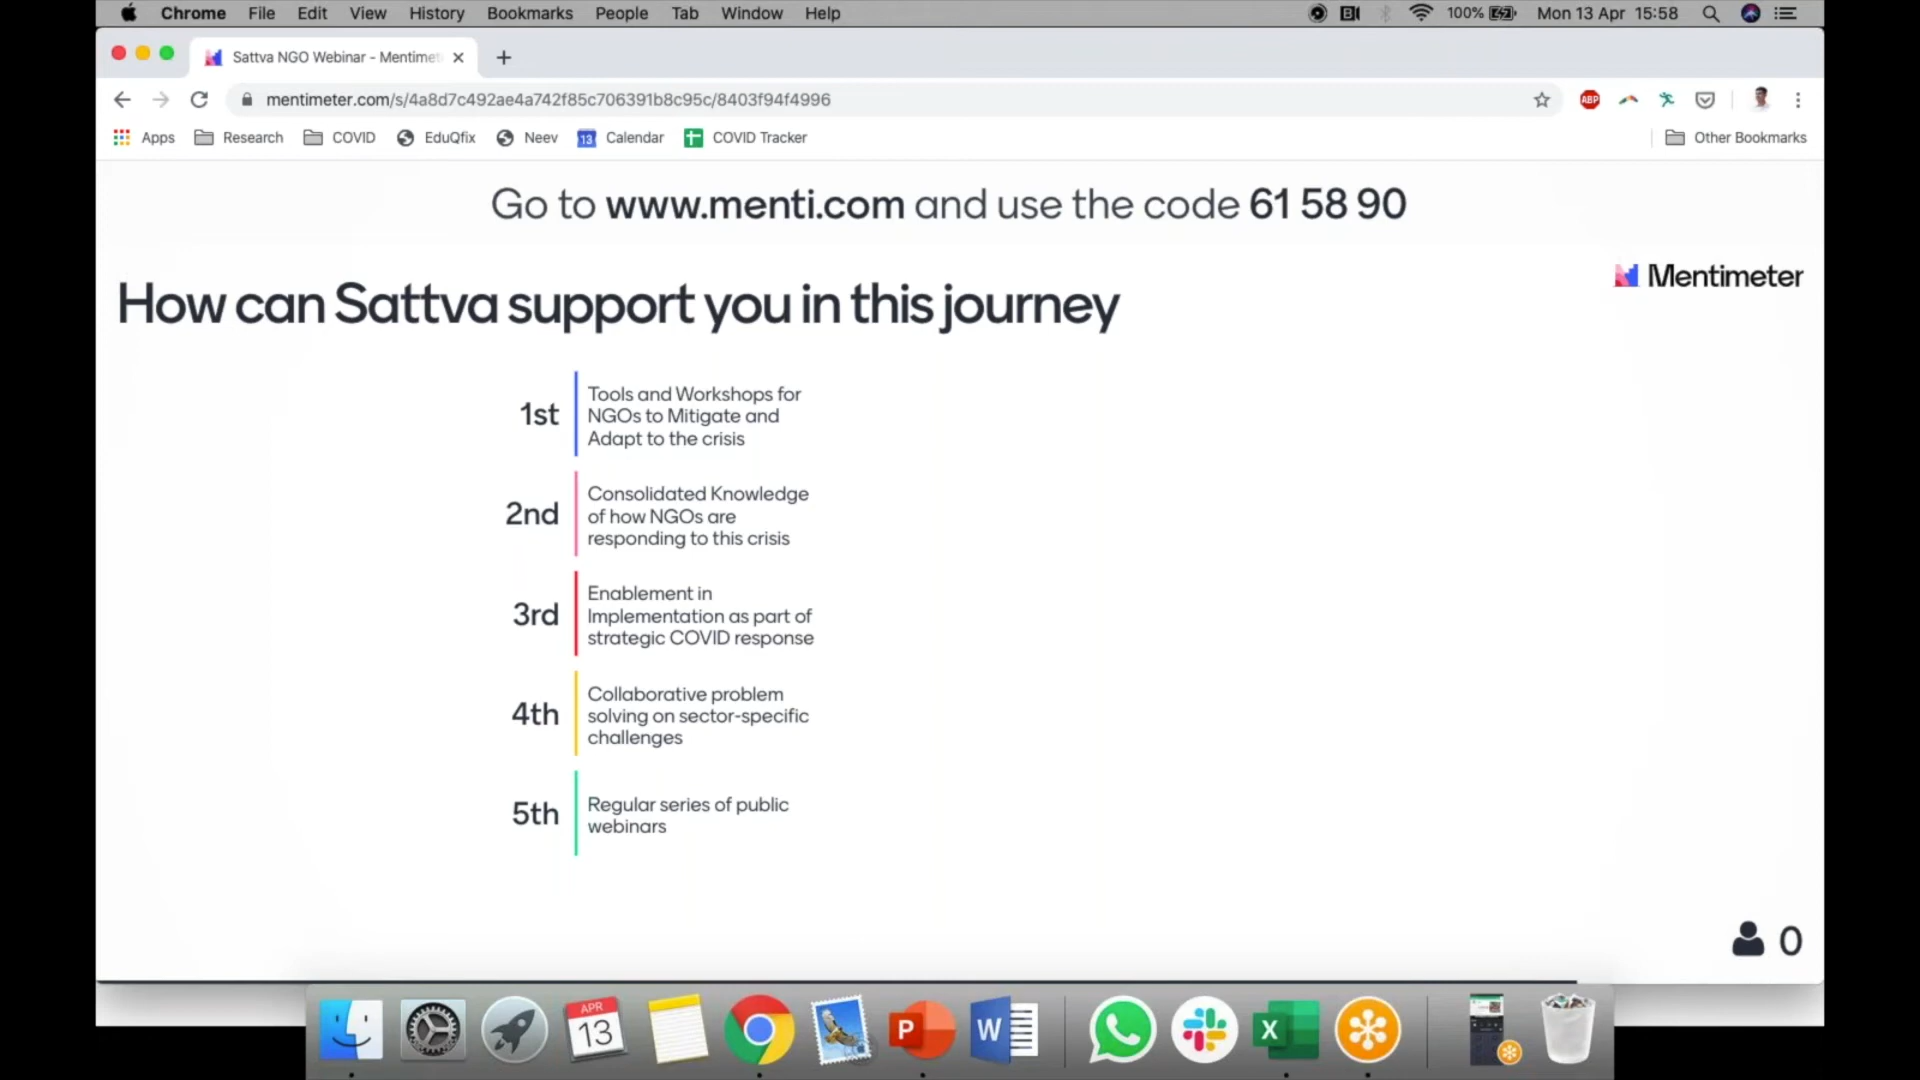 Chrome File Edit View History Bookmarks People Tab Window Help 100% Mon 13 Apr 15:58
Sattva NGO Webinar - Mentimet
mentimeter.com/s/4a8d7c492ae4a742f85c706391b8c95c/8403f94f4996 ABP
Apps Research COVID EduQfix Neev 13 Calendar COVID Tracker Other Bookmarks
Go to www.menti.com and use the code 61 58 90
Mentimeter
How can Sattva support you in this journey
1st
Tools and Workshops for
NGOs to Mitigate and
Adapt to the crisis
2nd
Consolidated Knowledge
of how NGOs are
responding to this crisis
3rd
Enablement in
Implementation as part of
strategic COVID response
4th
Collaborative problem
solving on sector-specific
challenges
5th
Regular series of public
webinars
0
APR
13
P
W
X